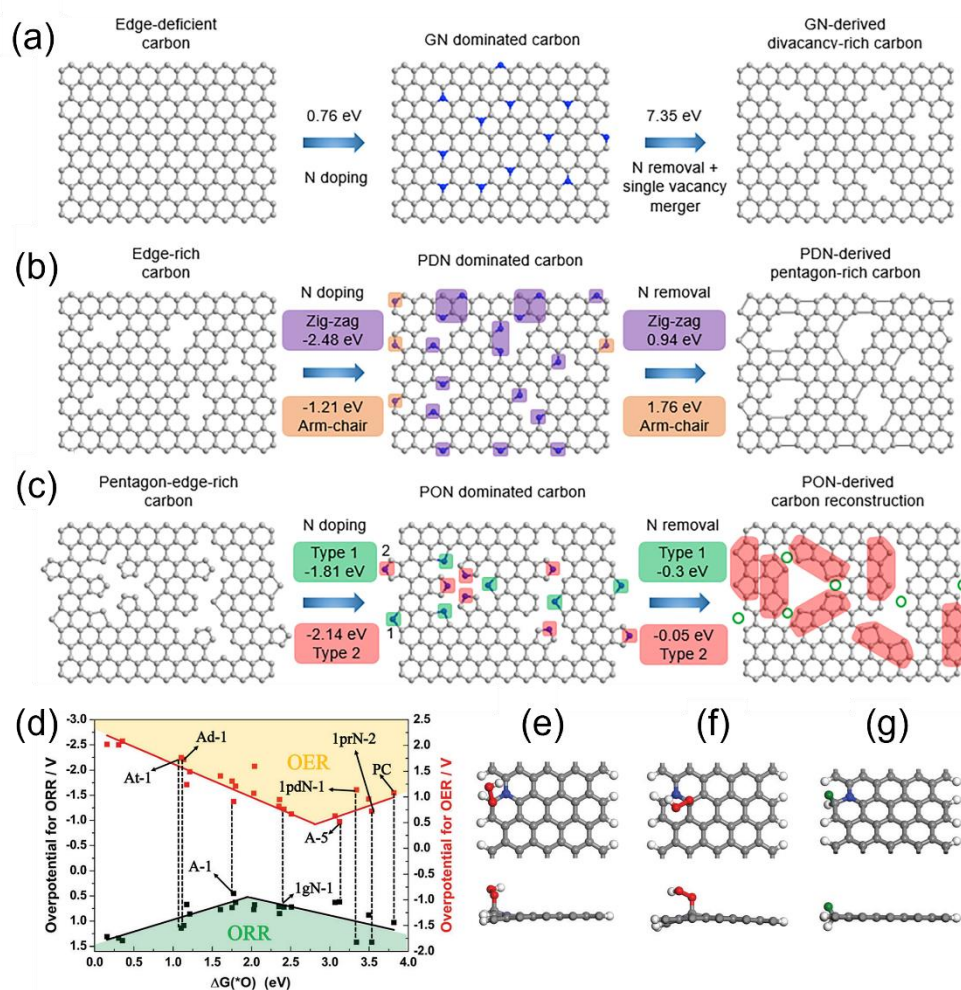 (a)
Edge-deficient
carbon
GN dominated carbon
GN-derived
divacancy-rich carbon
0.76 eV
N doping
7.35 eV
N removal +
single vacancy
merger
(b)
Edge-rich
carbon
PDN dominated carbon
PDN-derived
pentagon-rich carbon
N doping
Zig-zag
-2.48 eV
-1.21 eV
Arm-chair
N removal
Zig-zag
0.94 eV
1.76 eV
Arm-chair
(c)
Pentagon-edge-rich
carbon
PON dominated carbon
PON-derived
carbon reconstruction
N doping
Type 1
-1.81 eV
-2.14 eV
Type 2
2
1
N removal
Type 1
-0.3 eV
-0.05 eV
Type 2
(d)
Overpotential for ORR / V
-3.0
-2.5
-2.0
-1.5
-1.0
-0.5
0.0
0.5
1.0
1.5
At-1
Ad-1
OER
1prN-2
PC
1pdN-1
A-5
A-1
1gN-1
ORR
2.5
2.0
1.5
1.0
0.5
0.0
-0.5
-1.0
-1.5
-2.0
Overpotential for OER / V
0.0 0.5 1.0 1.5 2.0 2.5 3.0 3.5 4.0
ΔG(*O) (eV)
(e)
(f)
(g)